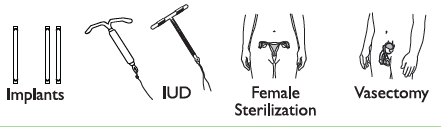 Implants
IUD
Female
Sterilization
Vasectomy